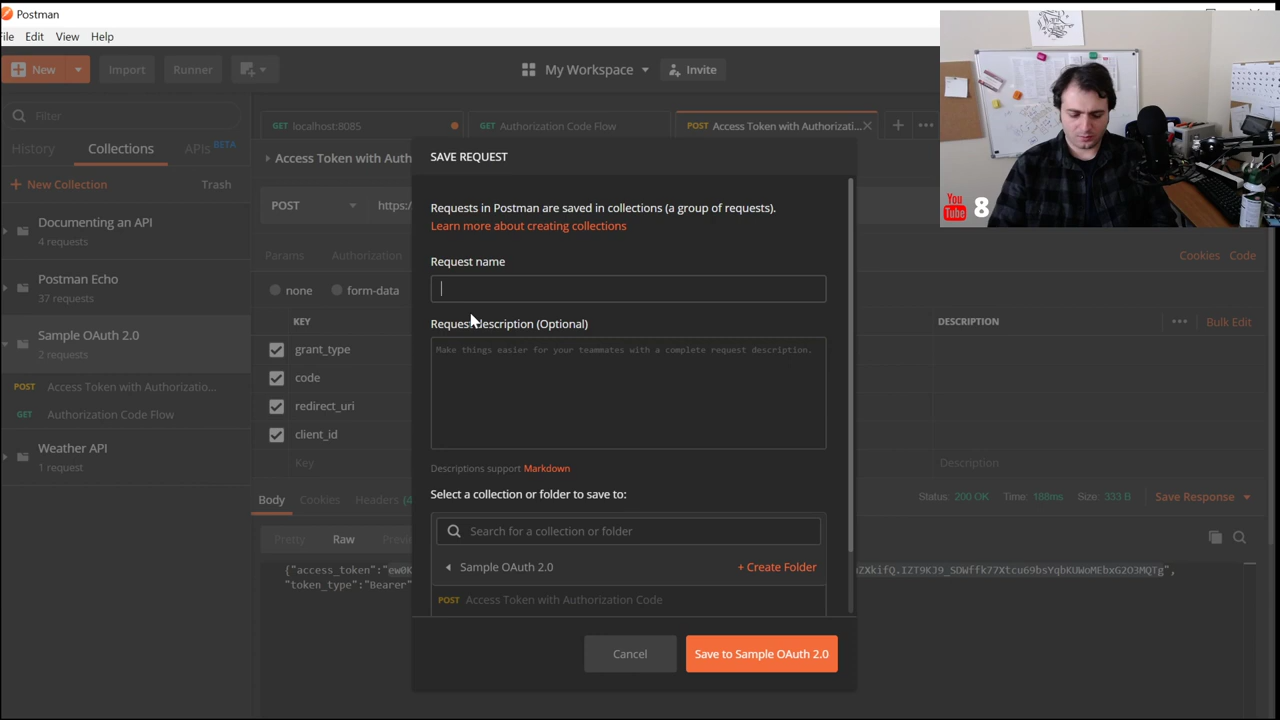 Postman
File Edit View Help
New Import Runner My Workspace Invite
Filter
GET localhost:8085 GET Authorization Code Flow POST Access Token with Authorizati...
History Collections APIs BETA
SAVE REQUEST
Access Token with Auth
New Collection Trash
YouTube 8
POST https:/
Requests in Postman are saved in collections (a group of requests).
Learn more about creating collections
Documenting an API
4 requests
Params Authorization Cookies Code
Request name
Postman Echo
37 requests
none form-data
Request description (Optional)
KEY DESCRIPTION Bulk Edit
Sample OAuth 2.0
2 requests
grant_type
Make things easier for your teammates with a complete request description.
code
POST Access Token with Authorizatio...
redirect_uri
GET Authorization Code Flow
client_id
Weather API
1 request
Key Description
Descriptions support Markdown
Select a collection or folder to save to:
Body Cookies Headers (4 Status: 200 OK Time: 188ms Size: 333 B Save Response
Search for a collection or folder
Pretty Raw Previ
Sample OAuth 2.0 + Create Folder
{"access_token":"ew0K
"token_type":"Bearer"
POST Access Token with Authorization Code
Cancel Save to Sample OAuth 2.0